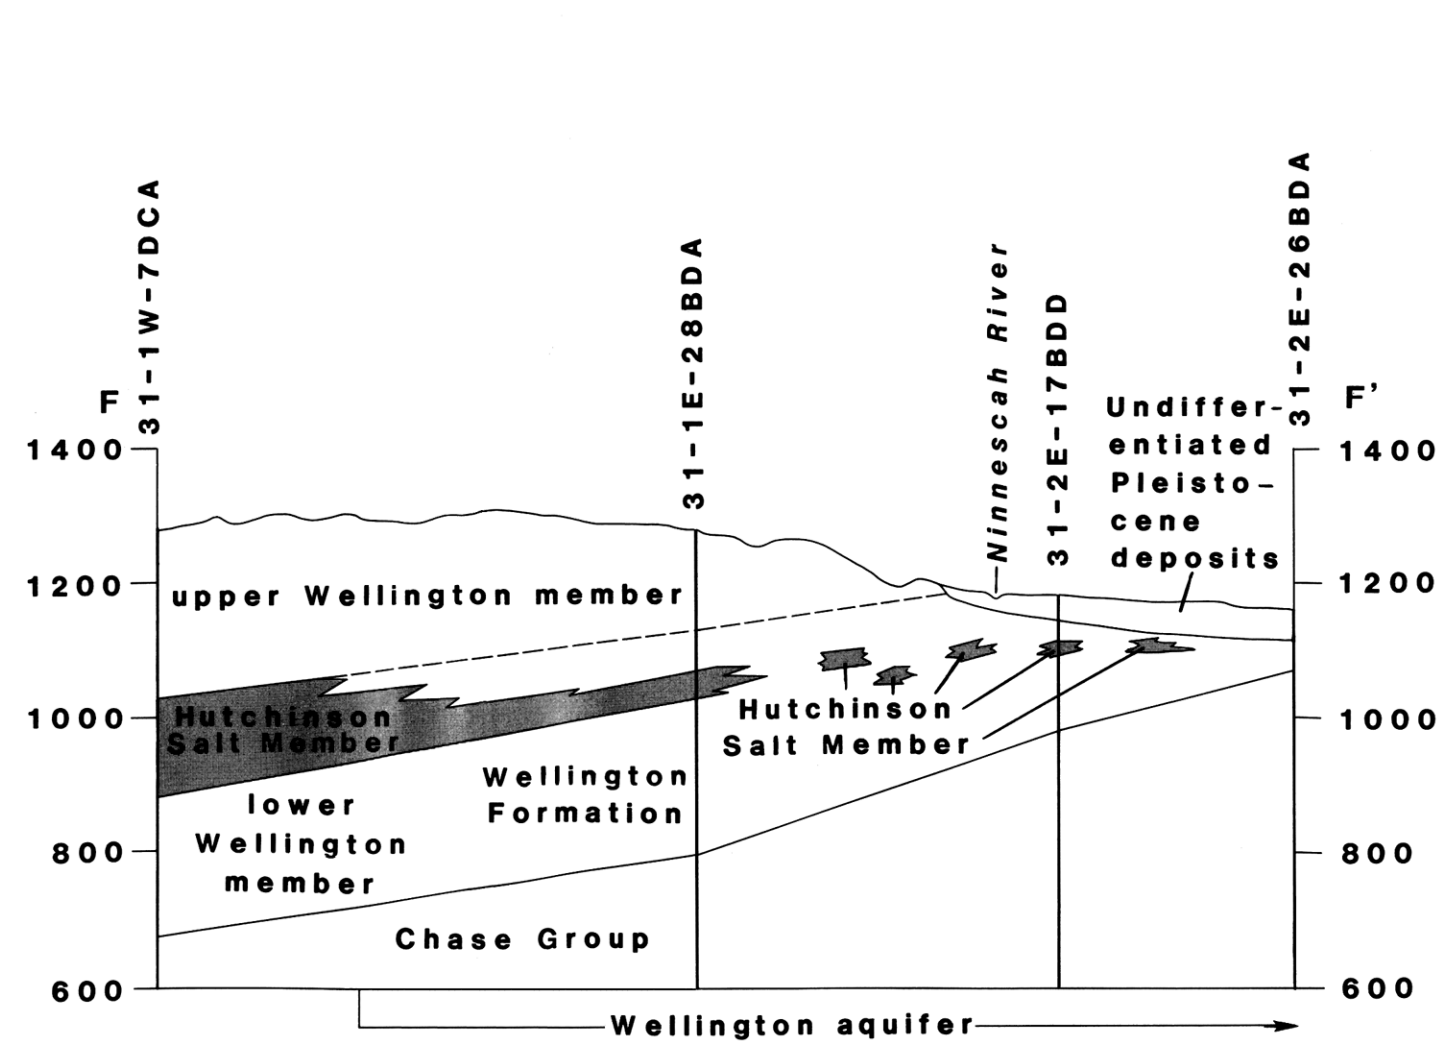 31-1W-7DCA
31-1E-28BDA
Ninnescah River
31-2E-17BDD
31-2E-26BDA
F
F'
Undiffer-
entiated
Pleisto-
cene
deposits
1400
1200
1000
800
600
1400
1200
1000
800
600
upper Wellington member
Hutchinson
Salt Member
Hutchinson
Salt Member
lower
Wellington
member
Wellington
Formation
Chase Group
Wellington aquifer